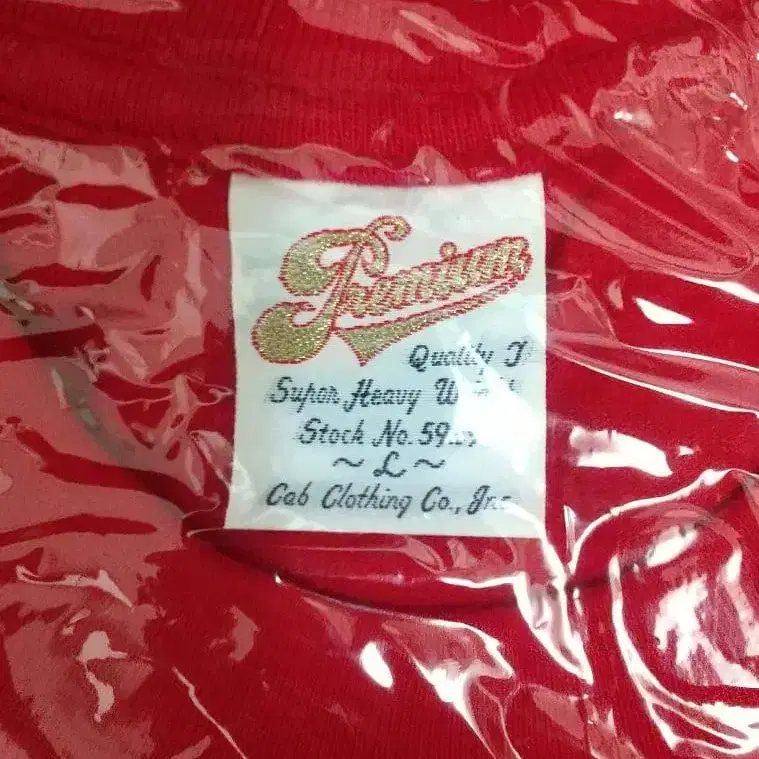 Premium
Quality T
Super Heavy
Stock No.
~ L ~
Cab Clothing Co., Inc